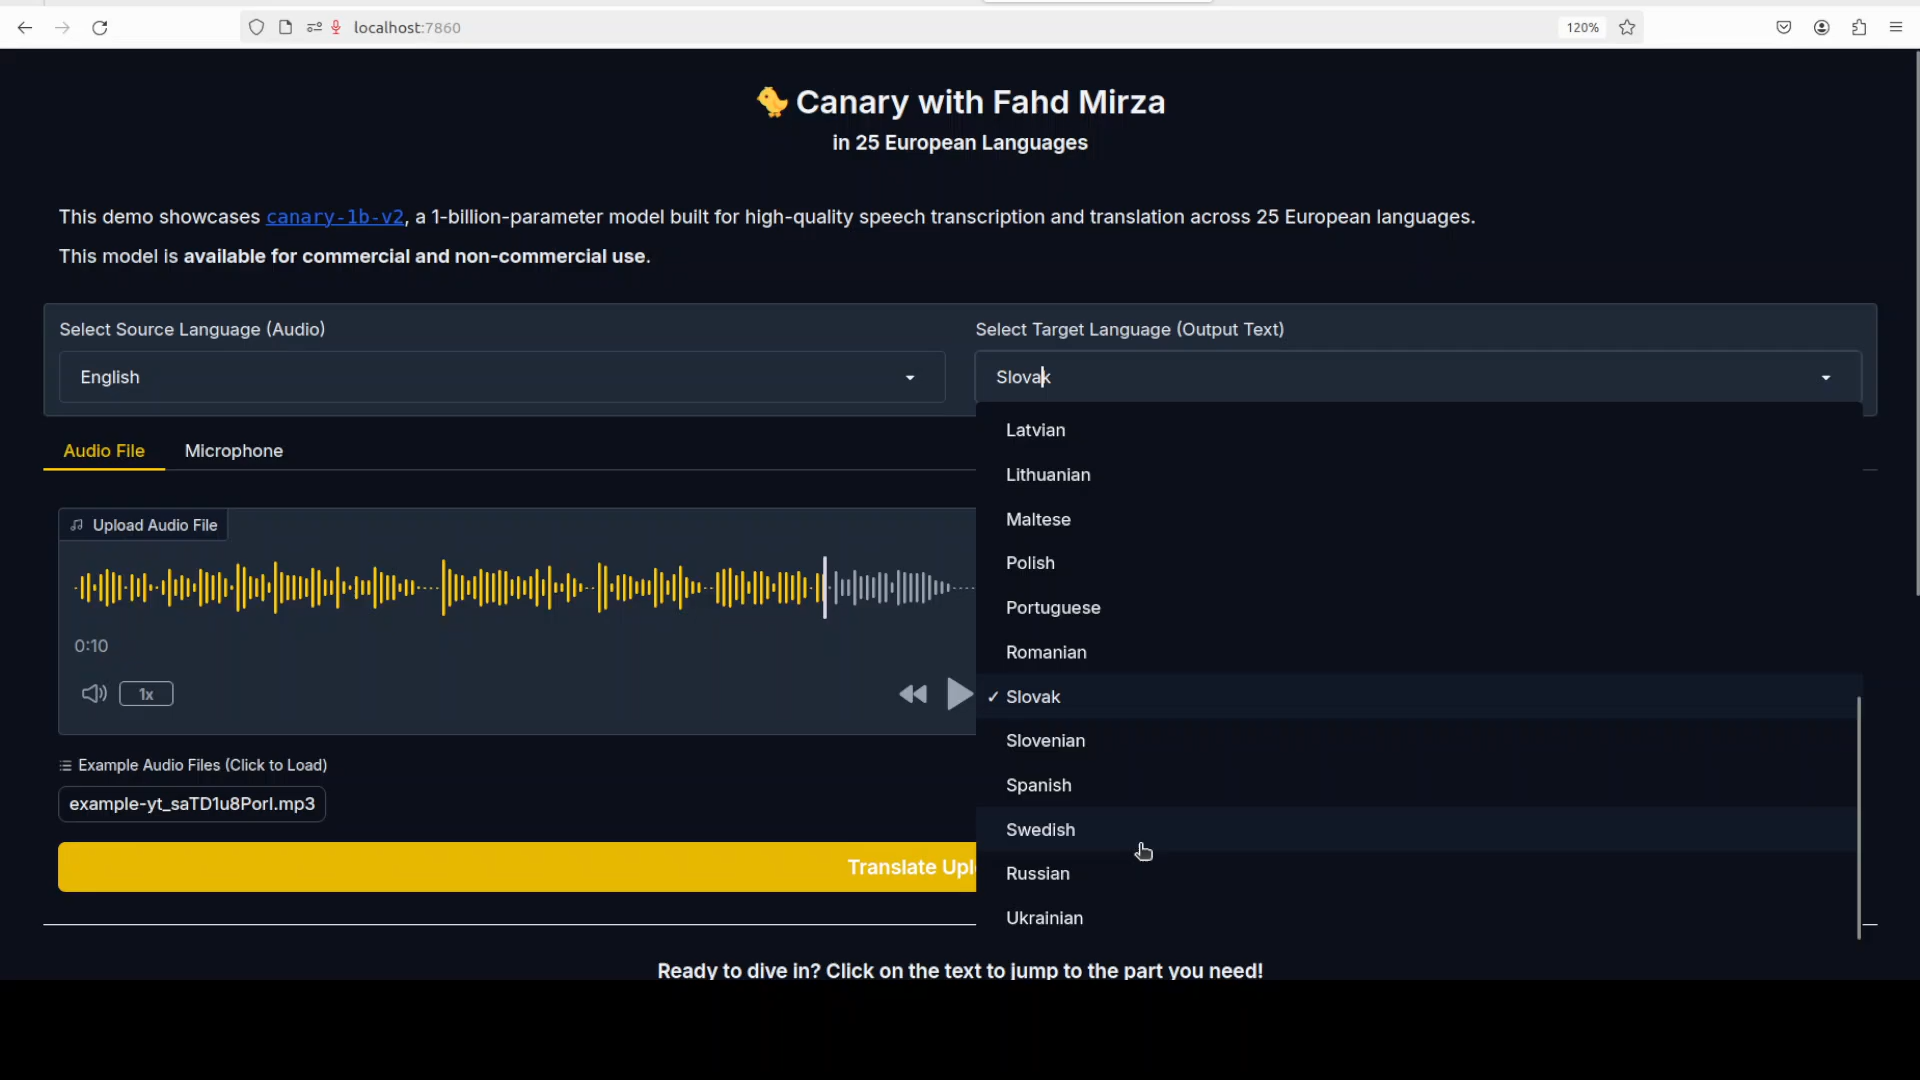 localhost:7860
120%
🐤 Canary with Fahd Mirza
in 25 European Languages
This demo showcases canary-1b-v2, a 1-billion-parameter model built for high-quality speech transcription and translation across 25 European languages.
This model is available for commercial and non-commercial use.
Select Source Language (Audio)
English
Select Target Language (Output Text)
Slovak
Audio File
Microphone
Upload Audio File
0:10
1x
Example Audio Files (Click to Load)
example-yt_saTD1u8PorI.mp3
Translate Upl
Latvian
Lithuanian
Maltese
Polish
Portuguese
Romanian
✓ Slovak
Slovenian
Spanish
Swedish
Russian
Ukrainian
Ready to dive in? Click on the text to jump to the part you need!